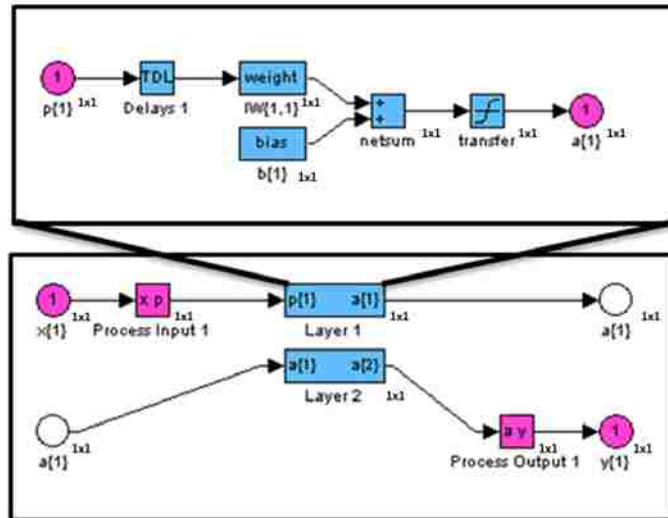 1 TDL weight
p{1} 1x1 Delays 1 IW{1,1} 1x1
+
+
1
bias
netsum 1x1 transfer 1x1 a{1} 1x1
b{1} 1x1
1 x p p{1} a{1}
x{1} 1x1 Process Input 1 1x1 Layer 1 1x1 a{1} 1x1
a{1} a{2}
Layer 2 1x1
a{1} 1x1
a y 1
Process Output 1 1x1 y{1} 1x1